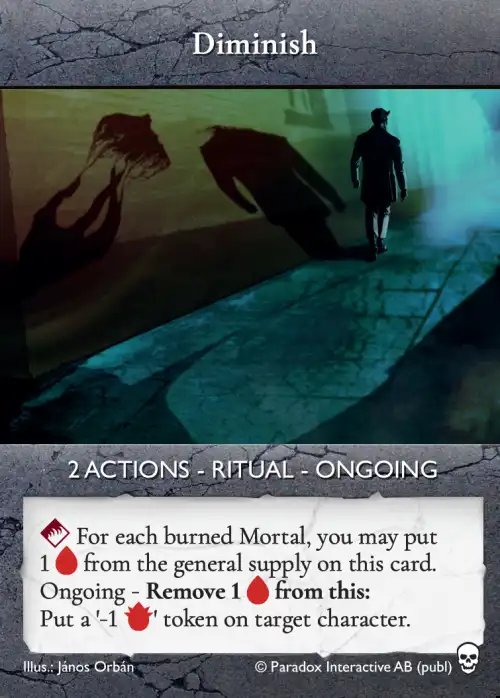 Diminish
2 ACTIONS - RITUAL - ONGOING
For each burned Mortal, you may put
1 from the general supply on this card.
Ongoing - Remove 1 from this:
Put a '-1 ' token on target character.
Illus.: János Orbán © Paradox Interactive AB (publ)